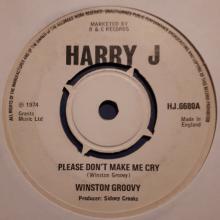 MARKETED BY
B & C RECORDS
HARRY J
℗ 1974
Grants
Music Ltd
HJ.6680A
Made in
England
PLEASE DON'T MAKE ME CRY
(Winston Groovy)
WINSTON GROOVY
Producer: Sidney Crooks